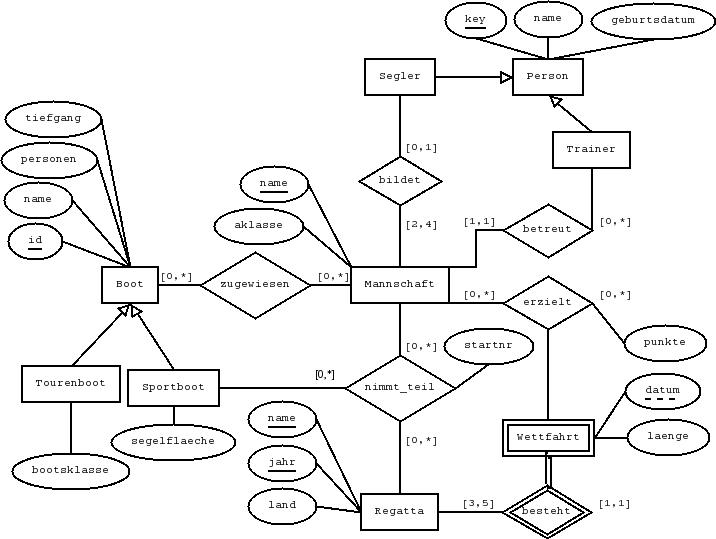 key
name
geburtsdatum
Segler
Person
tiefgang
[0,1]
Trainer
personen
bildet
name
name
aklasse
[2,4]
[1,1]
betreut
[0,*]
id
Boot
[0,*]
zugewiesen
[0,*]
Mannschaft
[0,*]
erzielt
[0,*]
[0,*]
startnr
punkte
Tourenboot
Sportboot
[0,*]
nimmt_teil
datum
name
segelflaeche
[0,*]
Wettfahrt
laenge
bootsklasse
jahr
land
Regatta
[3,5]
besteht
[1,1]